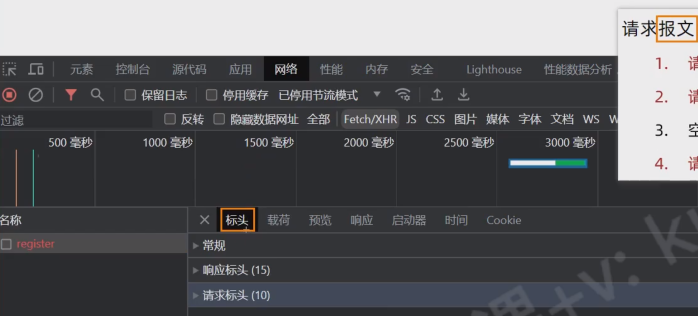 请求报文
1. 请
2. 请
3. 空
4. 请
元素 控制台 源代码 应用 网络 性能 内存 安全 Lighthouse 性能数据分析
保留日志 停用缓存 已停用节流模式
过滤 反转 隐藏数据网址 全部 Fetch/XHR JS CSS 图片 媒体 字体 文档 WS W
500 毫秒 1000 毫秒 1500 毫秒 2000 毫秒 2500 毫秒 3000 毫秒
名称 标头 载荷 预览 响应 启动器 时间 Cookie
register
常规
响应标头 (15)
请求标头 (10)
课+v: k